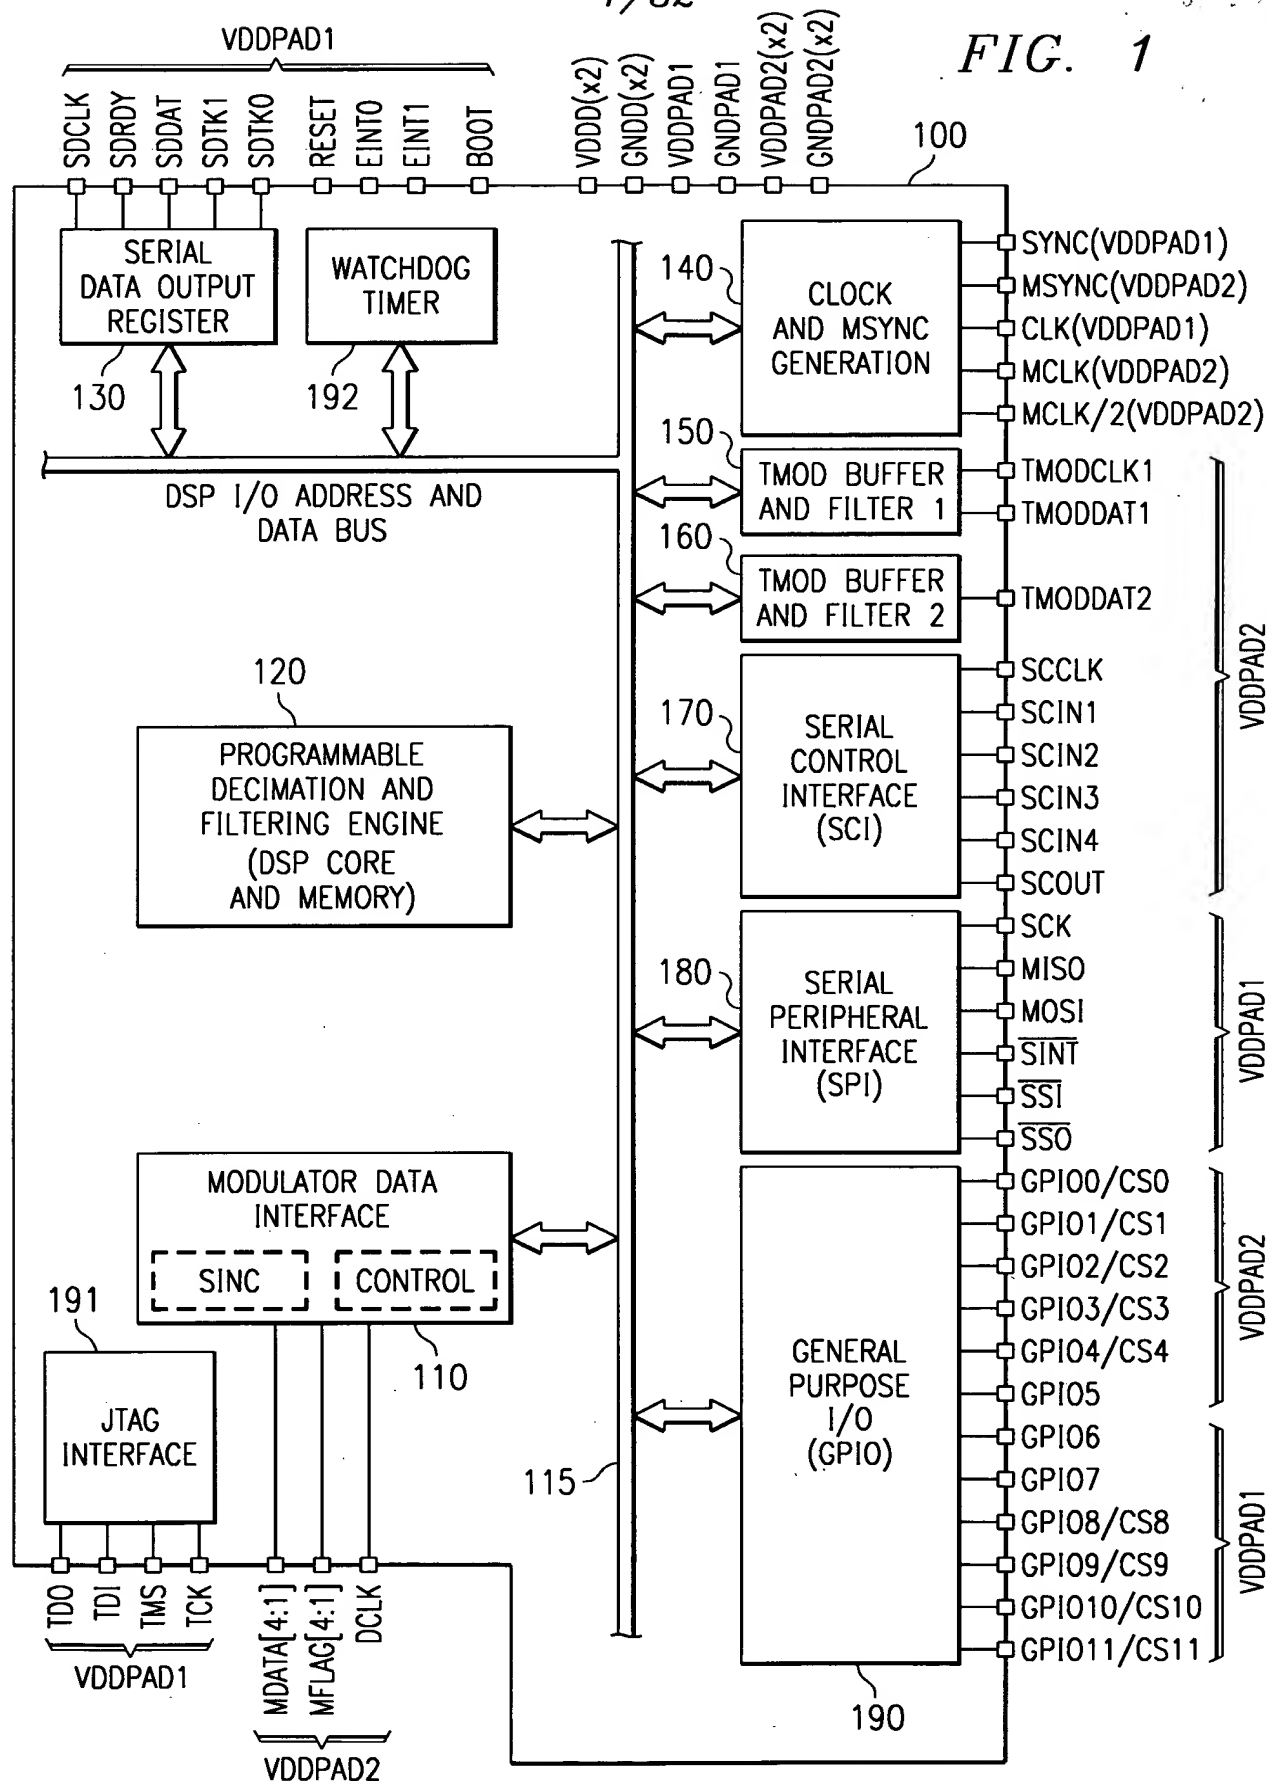 1/32
FIG. 1
VDDPAD1
SDCLK
SDRDY
SDDAT
SDTK1
SDTKO
RESET
EINTO
EINT1
BOOT
VDDD(x2)
GNDD(x2)
VDDPAD1
GNDPAD1
VDDPAD2(x2)
GNDPAD2(x2)
100
SERIAL
DATA OUTPUT
REGISTER
130
WATCHDOG
TIMER
192
DSP I/O ADDRESS AND
DATA BUS
140
CLOCK
AND MSYNC
GENERATION
SYNC(VDDPAD1)
MSYNC(VDDPAD2)
CLK(VDDPAD1)
MCLK(VDDPAD2)
MCLK/2(VDDPAD2)
150
TMOD BUFFER
AND FILTER 1
TMODCLK1
TMODDAT1
160
TMOD BUFFER
AND FILTER 2
TMODDAT2
120
PROGRAMMABLE
DECIMATION AND
FILTERING ENGINE
(DSP CORE
AND MEMORY)
170
SERIAL
CONTROL
INTERFACE
(SCI)
SCCLK
SCIN1
SCIN2
SCIN3
SCIN4
SCOUT
VDDPAD2
180
SERIAL
PERIPHERAL
INTERFACE
(SPI)
SCK
MISO
MOSI
SINT
SSI
SSO
VDDPAD1
MODULATOR DATA
INTERFACE
SINC
CONTROL
110
191
JTAG
INTERFACE
115
GENERAL
PURPOSE
I/O
(GPIO)
190
GPIO0/CS0
GPIO1/CS1
GPIO2/CS2
GPIO3/CS3
GPIO4/CS4
GPIO5
VDDPAD2
GPIO6
GPIO7
GPIO8/CS8
GPIO9/CS9
GPIO10/CS10
GPIO11/CS11
VDDPAD1
TDO
TDI
TMS
TCK
VDDPAD1
MDATA[4:1]
MFLAG[4:1]
DCLK
VDDPAD2